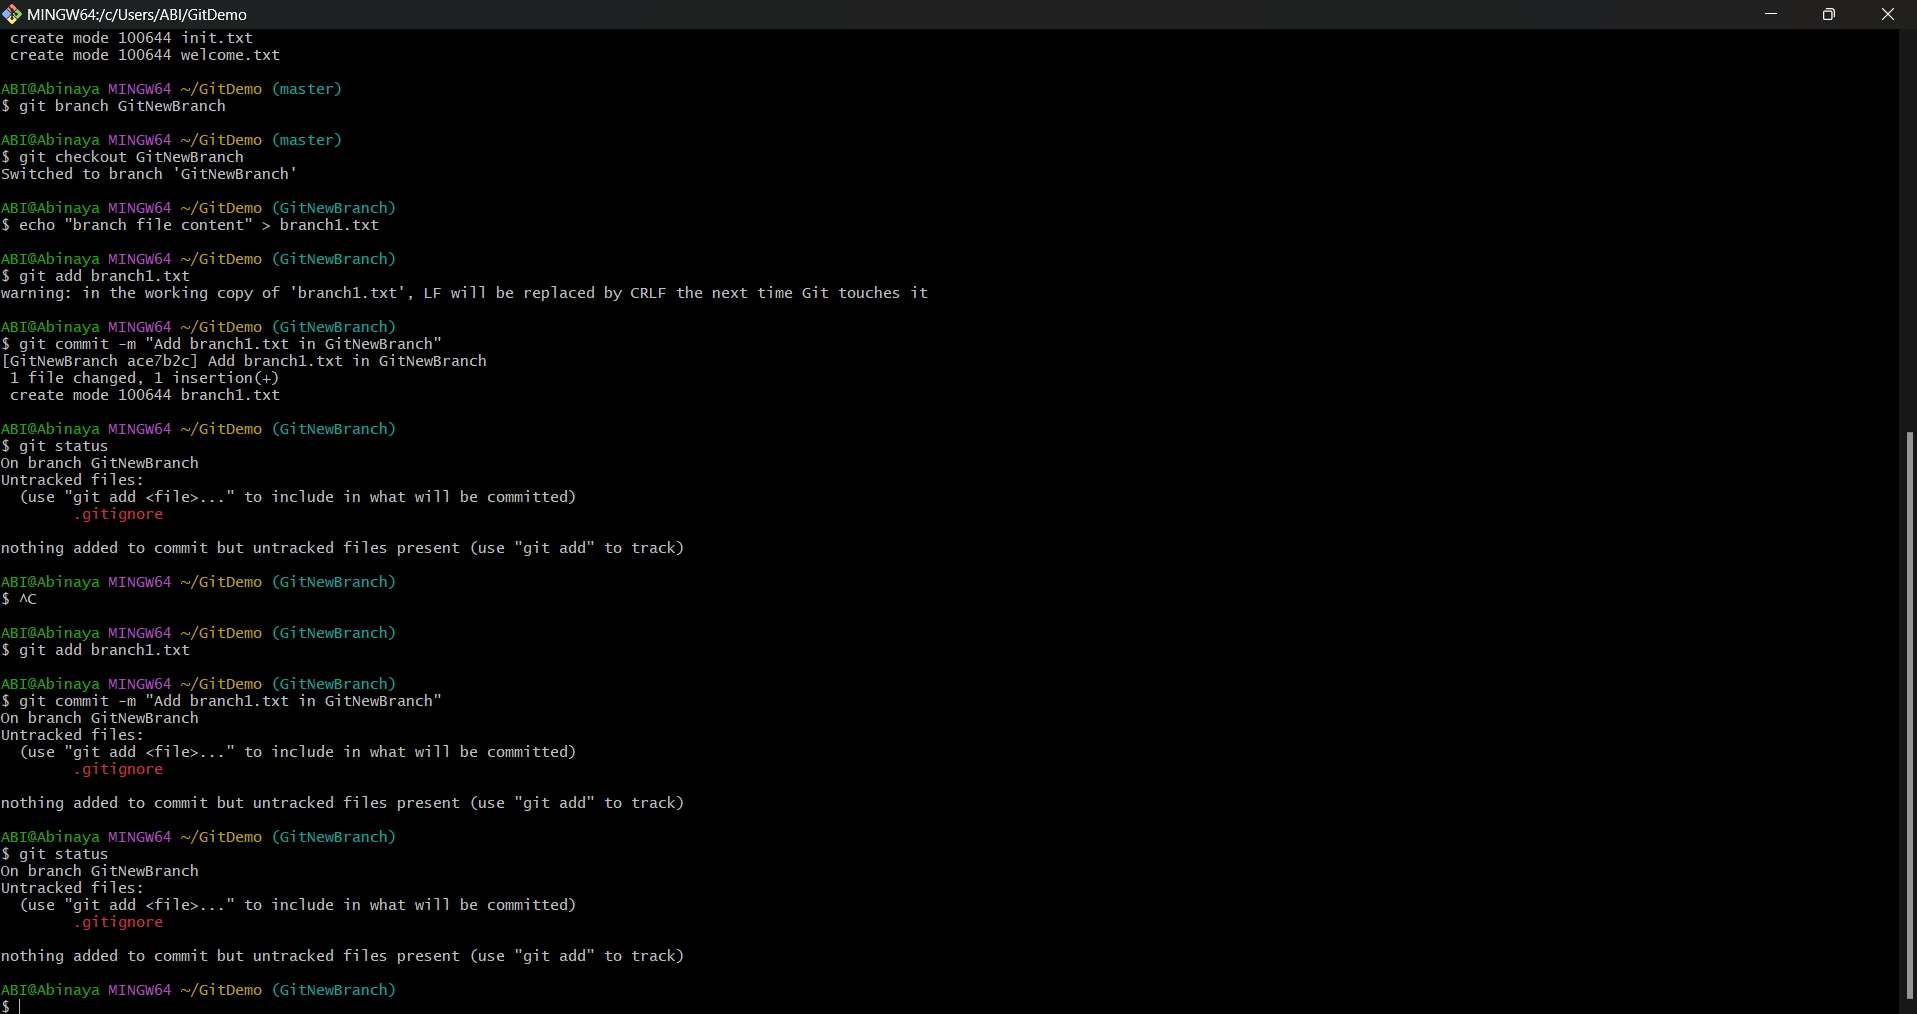 MINGW64:/c/Users/ABI/GitDemo
 create mode 100644 init.txt
 create mode 100644 welcome.txt
ABI@Abinaya MINGW64 ~/GitDemo (master)
$ git branch GitNewBranch
ABI@Abinaya MINGW64 ~/GitDemo (master)
$ git checkout GitNewBranch
Switched to branch 'GitNewBranch'
ABI@Abinaya MINGW64 ~/GitDemo (GitNewBranch)
$ echo "branch file content" > branch1.txt
ABI@Abinaya MINGW64 ~/GitDemo (GitNewBranch)
$ git add branch1.txt
warning: in the working copy of 'branch1.txt', LF will be replaced by CRLF the next time Git touches it
ABI@Abinaya MINGW64 ~/GitDemo (GitNewBranch)
$ git commit -m "Add branch1.txt in GitNewBranch"
[GitNewBranch ace7b2c] Add branch1.txt in GitNewBranch
 1 file changed, 1 insertion(+)
 create mode 100644 branch1.txt
ABI@Abinaya MINGW64 ~/GitDemo (GitNewBranch)
$ git status
On branch GitNewBranch
Untracked files:
  (use "git add <file>..." to include in what will be committed)
        .gitignore
nothing added to commit but untracked files present (use "git add" to track)
ABI@Abinaya MINGW64 ~/GitDemo (GitNewBranch)
$ ^C
ABI@Abinaya MINGW64 ~/GitDemo (GitNewBranch)
$ git add branch1.txt
ABI@Abinaya MINGW64 ~/GitDemo (GitNewBranch)
$ git commit -m "Add branch1.txt in GitNewBranch"
On branch GitNewBranch
Untracked files:
  (use "git add <file>..." to include in what will be committed)
        .gitignore
nothing added to commit but untracked files present (use "git add" to track)
ABI@Abinaya MINGW64 ~/GitDemo (GitNewBranch)
$ git status
On branch GitNewBranch
Untracked files:
  (use "git add <file>..." to include in what will be committed)
        .gitignore
nothing added to commit but untracked files present (use "git add" to track)
ABI@Abinaya MINGW64 ~/GitDemo (GitNewBranch)
$